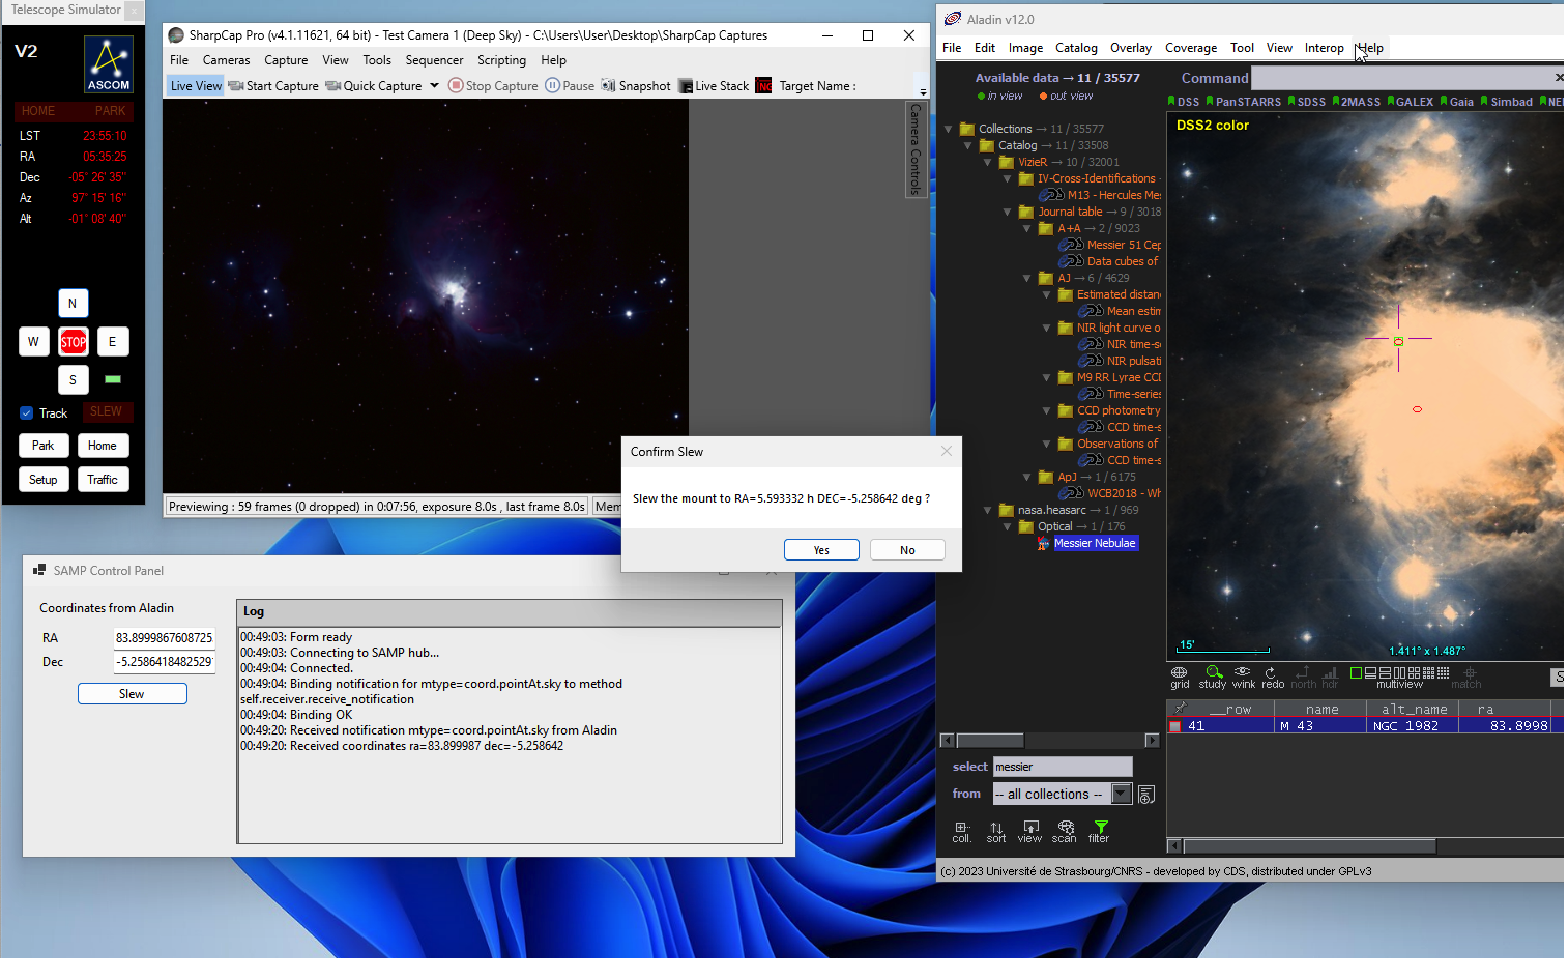 Telescope Simulator
V2
ASCOM
HOME PARK
LST 23:55:10
RA 05:35:25
Dec -05° 26' 35"
Az 97° 15' 16"
Alt -01° 08' 40"
N
W STOP E
S
Track SLEW
Park Home
Setup Traffic
SharpCap Pro (v4.1.11621, 64 bit) - Test Camera 1 (Deep Sky) - C:\Users\User\Desktop\SharpCap Captures
File Cameras Capture View Tools Sequencer Scripting Help
Live View Start Capture Quick Capture Stop Capture Pause Snapshot Live Stack Target Name :
Camera Controls
Previewing : 59 frames (0 dropped) in 0:07:56, exposure 8.0s , last frame 8.0s Mem
Confirm Slew
Slew the mount to RA=5.593332 h DEC=-5.258642 deg ?
Yes No
SAMP Control Panel
Coordinates from Aladin
RA 83.8999867608725
Dec -5.2586418482529
Slew
Log
00:49:03: Form ready
00:49:03: Connecting to SAMP hub...
00:49:04: Connected.
00:49:04: Binding notification for mtype=coord.pointAt.sky to method
self.receiver.receive_notification
00:49:04: Binding OK
00:49:20: Received notification mtype=coord.pointAt.sky from Aladin
00:49:20: Received coordinates ra=83.899987 dec=-5.258642
Aladin v12.0
File Edit Image Catalog Overlay Coverage Tool View Interop Help
Available data → 11 / 35577
in view out view
Command
DSS PanSTARRS SDSS 2MASS GALEX Gaia Simbad NE
Collections → 11 / 35577
Catalog → 11 / 33508
VizieR → 10 / 32001
IV-Cross-Identifications
M13 - Hercules Me
Journal table → 9 / 3018
A+A → 2 / 9023
Messier 51 Cep
Data cubes of
AJ → 6 / 4629
Estimated distan
Mean estim
NIR light curve o
NIR time-s
NIR pulsati
M9 RR Lyrae CCD
Time-series
CCD photometry
CCD time-s
Observations of
CCD time-s
ApJ → 1 / 6175
WCB2018 - Wh
nasa.heasarc → 1 / 969
Optical → 1 / 176
Messier Nebulae
DSS2 color
15'
1.411° x 1.487°
grid study wink redo north hdr multiview match
__row name alt_name ra
41 M 43 NGC 1982 83.8998
select messier
from -- all collections --
coll. sort view scan filter
(c) 2023 Université de Strasbourg/CNRS - developed by CDS, distributed under GPLv3